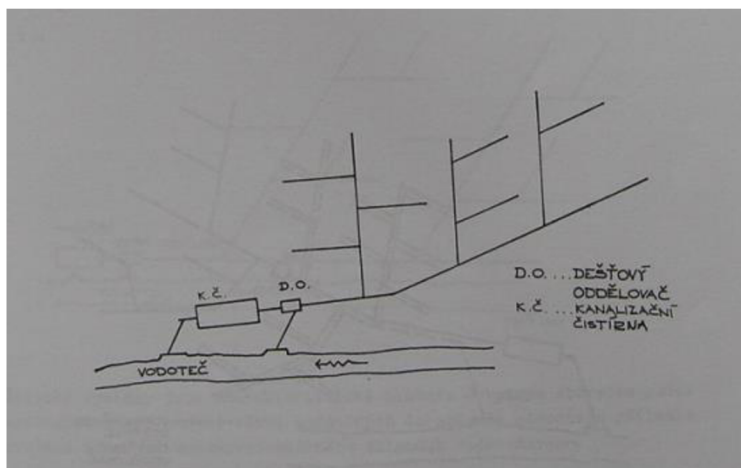 K.Č.
D.O.
D.O. ... DEŠŤOVÝ
ODDĚLOVAČ
K.Č. ... KANALIZAČNÍ
ČISTÍRNA
VODOTEČ